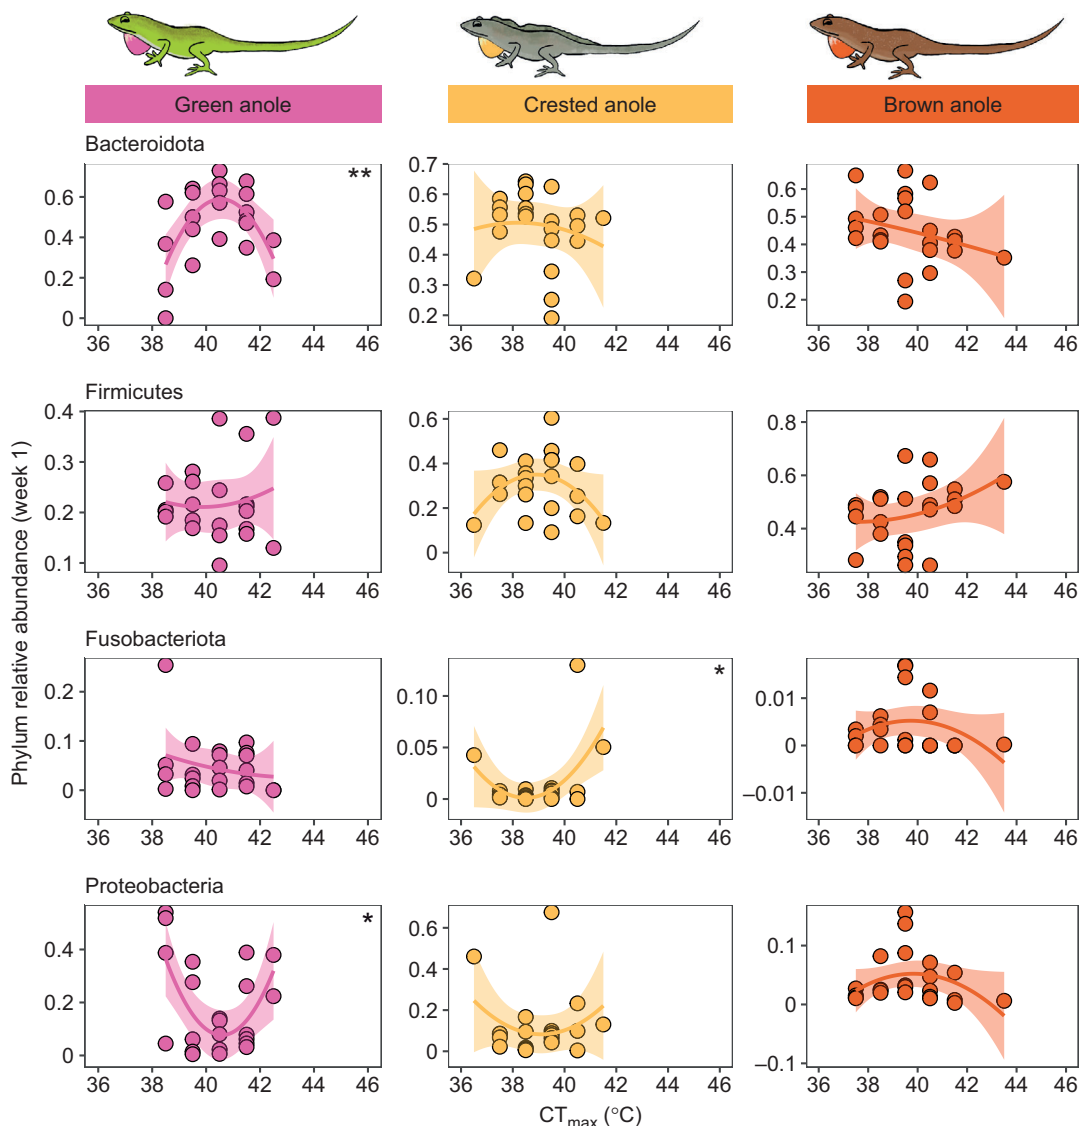 Green anole Crested anole Brown anole
Bacteroidota
**
0.6
0.4
0.2
0
36 38 40 42 44 46
0.7
0.6
0.5
0.4
0.3
0.2
36 38 40 42 44 46
0.6
0.5
0.4
0.3
0.2
36 38 40 42 44 46
Firmicutes
0.4
0.3
0.2
0.1
36 38 40 42 44 46
0.6
0.4
0.2
0
36 38 40 42 44 46
0.8
0.6
0.4
36 38 40 42 44 46
Phylum relative abundance (week 1)
Fusobacteriota
0.2
0.1
0
36 38 40 42 44 46
*
0.10
0.05
0
36 38 40 42 44 46
0.01
0
–0.01
36 38 40 42 44 46
Proteobacteria
*
0.4
0.2
0
36 38 40 42 44 46
0.6
0.4
0.2
0
36 38 40 42 44 46
0.1
0
–0.1
36 38 40 42 44 46
CTmax (°C)